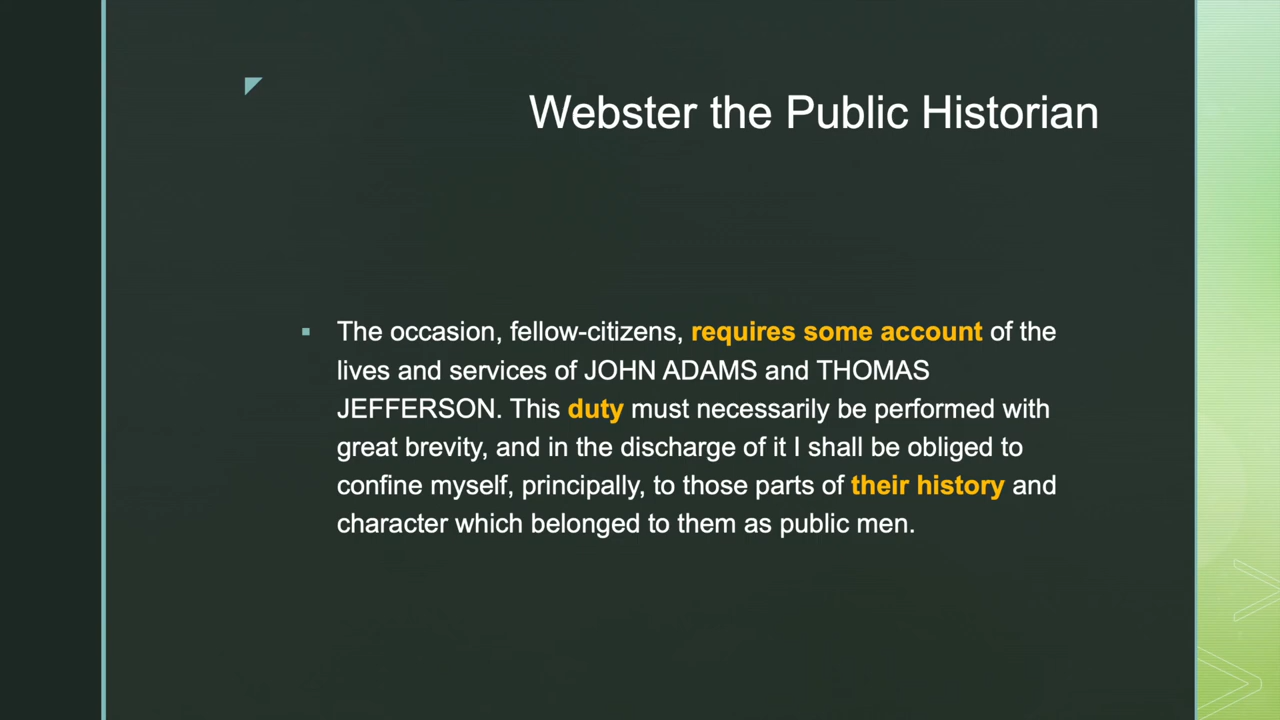 Webster the Public Historian
▪ The occasion, fellow-citizens, requires some account of the
lives and services of JOHN ADAMS and THOMAS
JEFFERSON. This duty must necessarily be performed with
great brevity, and in the discharge of it I shall be obliged to
confine myself, principally, to those parts of their history and
character which belonged to them as public men.